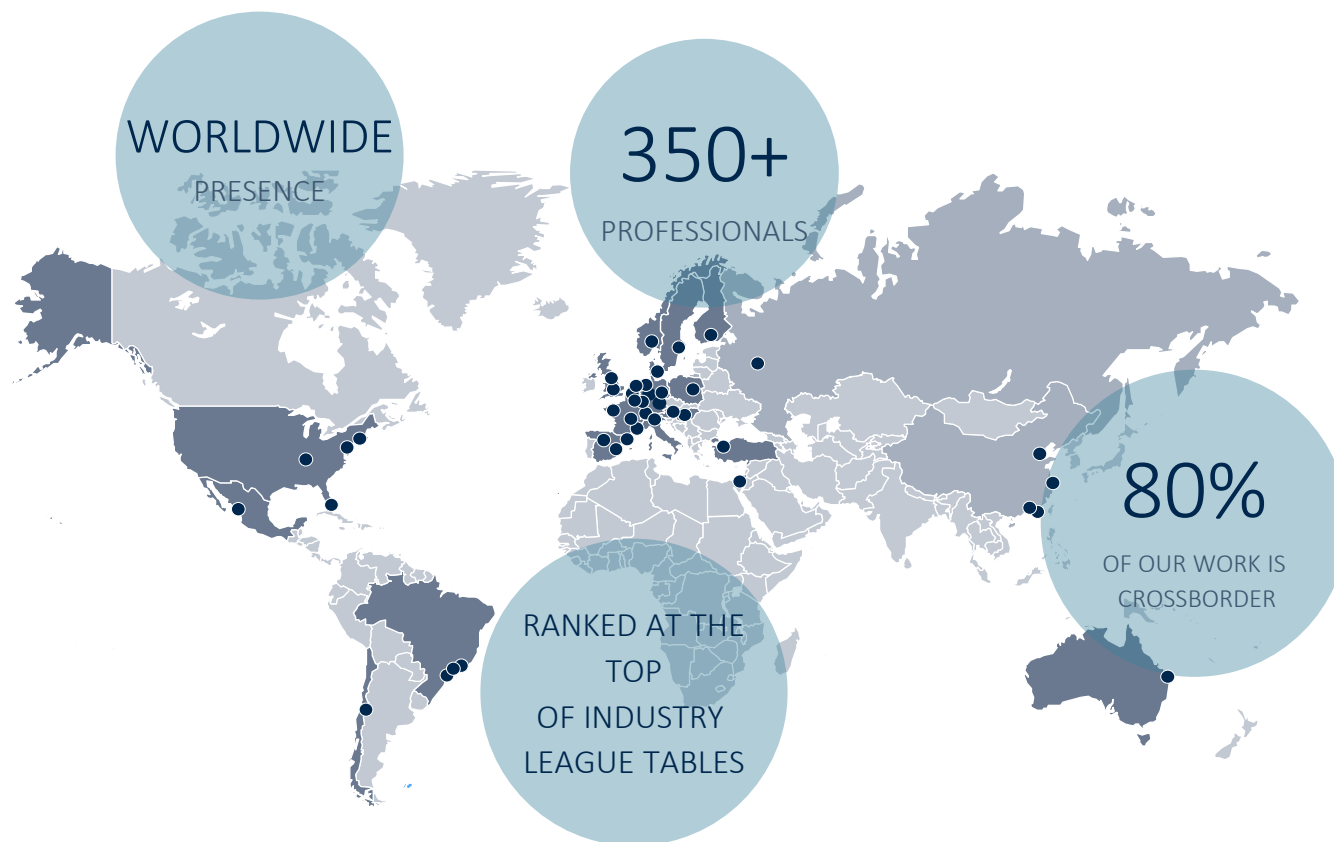 WORLDWIDE
PRESENCE
350+
PROFESSIONALS
80%
OF OUR WORK IS
CROSSBORDER
RANKED AT THE
TOP
OF INDUSTRY
LEAGUE TABLES